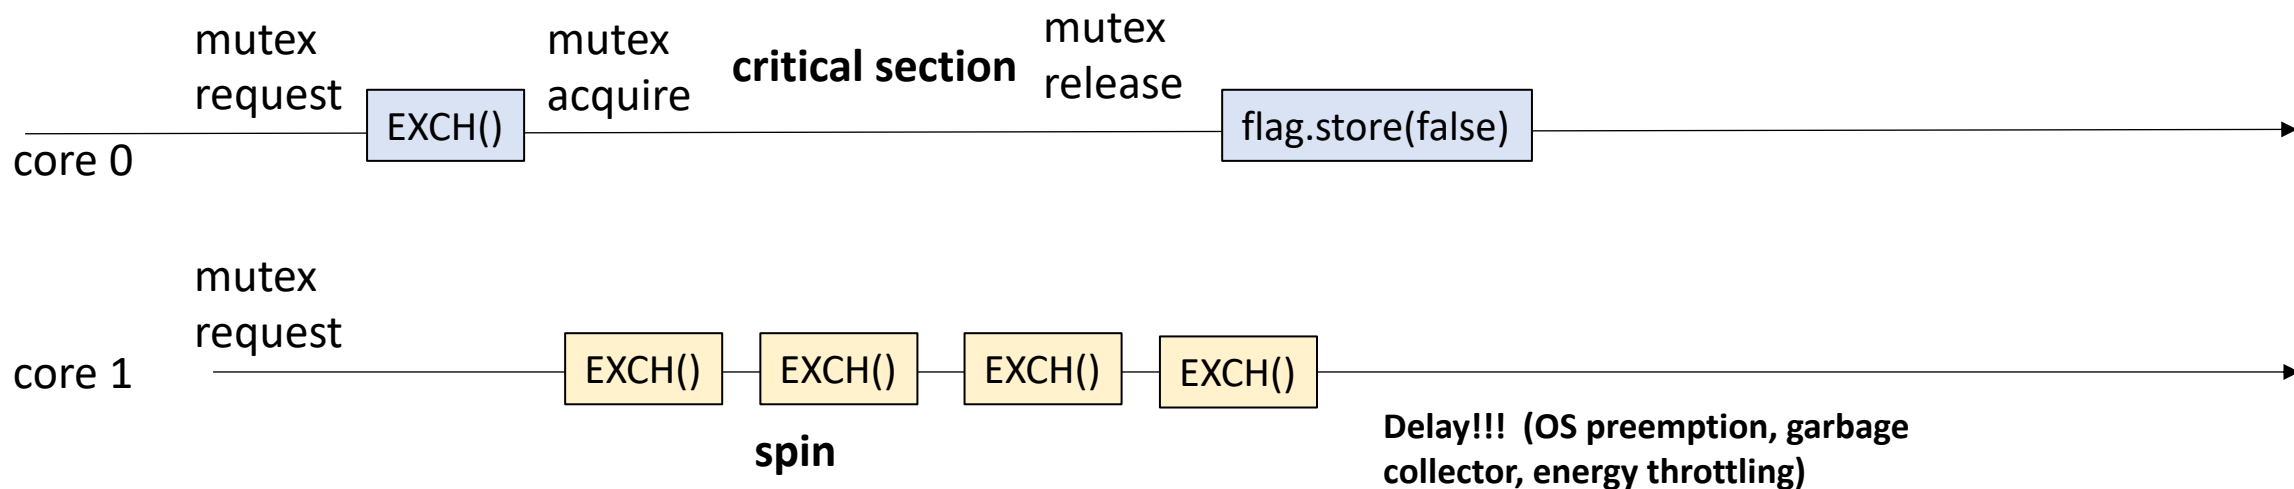 mutex
request
EXCH()
mutex
acquire
critical section
mutex
release
flag.store(false)
core 0
mutex
request
core 1
EXCH()
EXCH()
EXCH()
EXCH()
spin
Delay!!! (OS preemption, garbage
collector, energy throttling)